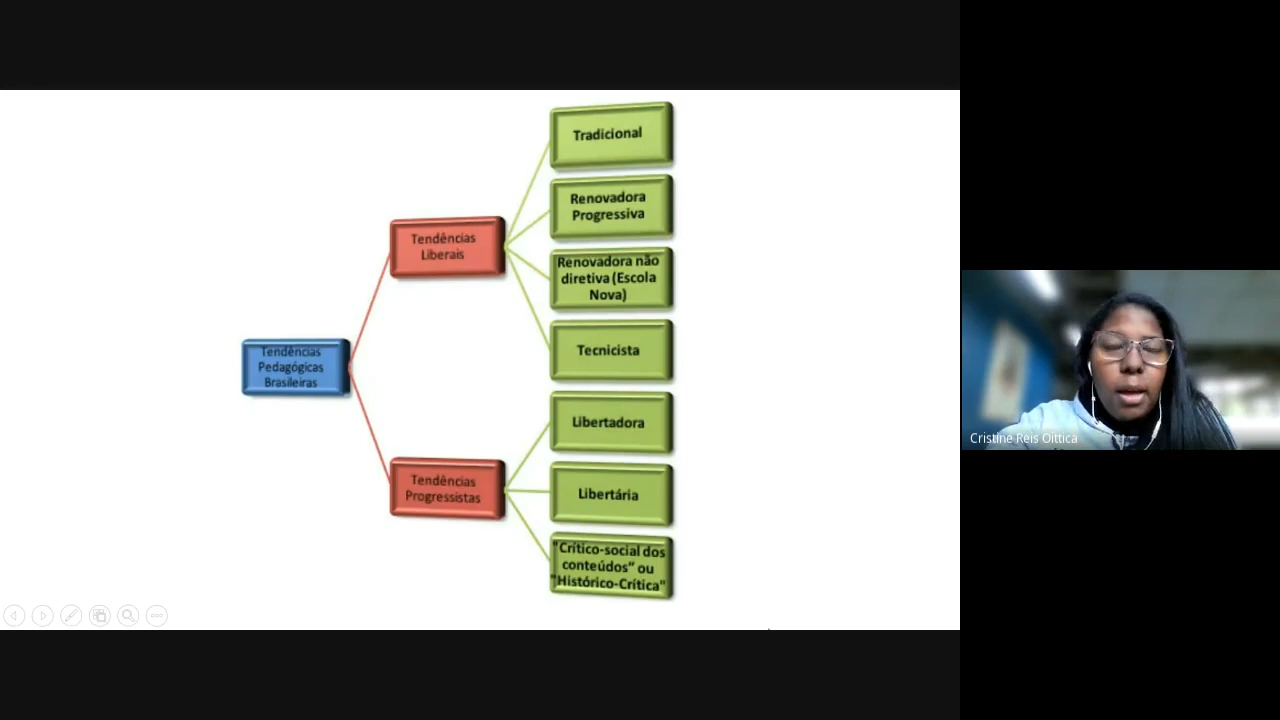 Tradicional
Renovadora
Progressiva
Tendências
Liberais
Renovadora não
diretiva (Escola
Nova)
Tecnicista
Tendências
Pedagógicas
Brasileiras
Libertadora
Tendências
Progressistas
Libertária
"Crítico-social dos
conteúdos" ou
"Histórico-Crítica"
Cristine Reis Oittica